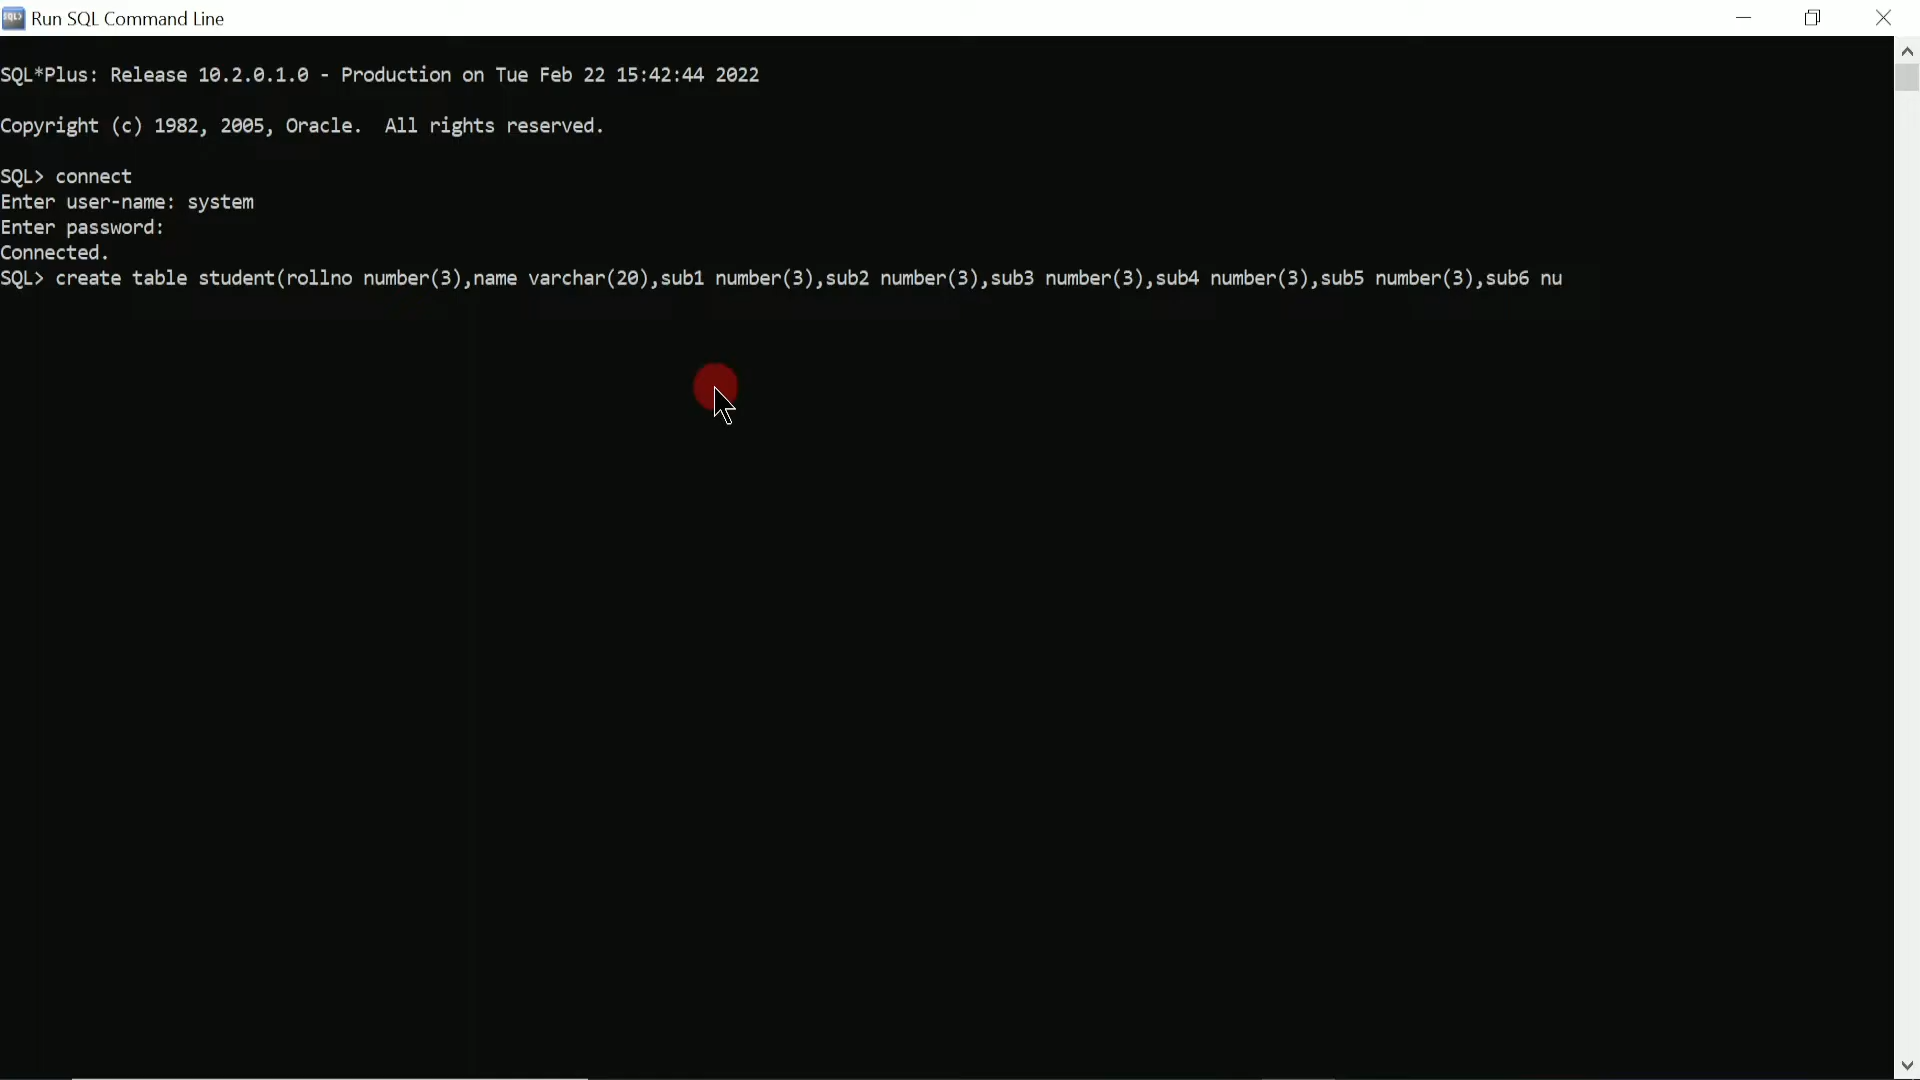 Run SQL Command Line
SQL*Plus: Release 10.2.0.1.0 - Production on Tue Feb 22 15:42:44 2022
Copyright (c) 1982, 2005, Oracle.  All rights reserved.
SQL> connect
Enter user-name: system
Enter password:
Connected.
SQL> create table student(rollno number(3),name varchar(20),sub1 number(3),sub2 number(3),sub3 number(3),sub4 number(3),sub5 number(3),sub6 nu